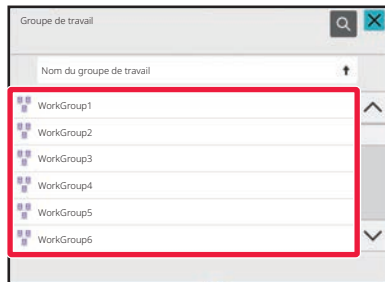 Groupe de travail
Nom du groupe de travail
WorkGroup1
WorkGroup2
WorkGroup3
WorkGroup4
WorkGroup5
WorkGroup6